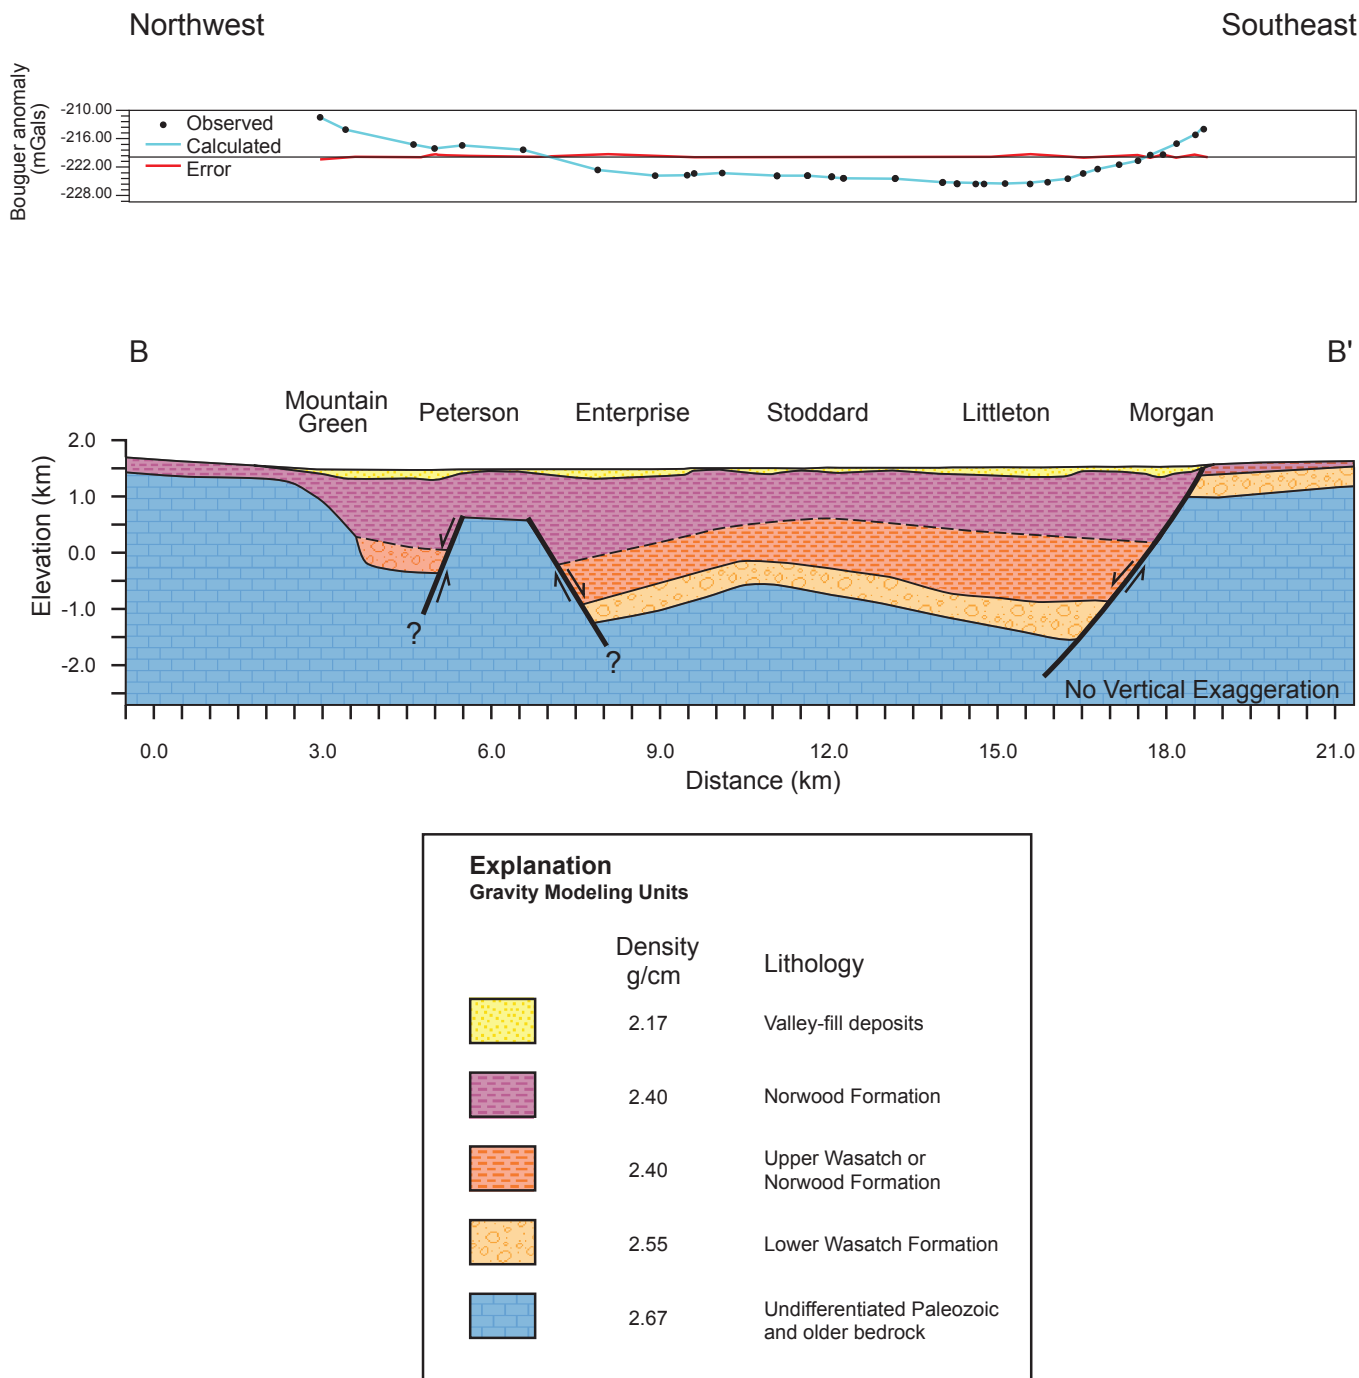 Northwest
Southeast
Bouguer anomaly
(mGals)
-210.00
-216.00
-222.00
-228.00
Observed
Calculated
Error
B
B'
Mountain
Green
Peterson
Enterprise
Stoddard
Littleton
Morgan
Elevation (km)
2.0
1.0
0.0
-1.0
-2.0
?
?
No Vertical Exaggeration
0.0
3.0
6.0
9.0
12.0
15.0
18.0
21.0
Distance (km)
Explanation
Gravity Modeling Units
Density
g/cm
Lithology
2.17
Valley-fill deposits
2.40
Norwood Formation
2.40
Upper Wasatch or
Norwood Formation
2.55
Lower Wasatch Formation
2.67
Undifferentiated Paleozoic
and older bedrock